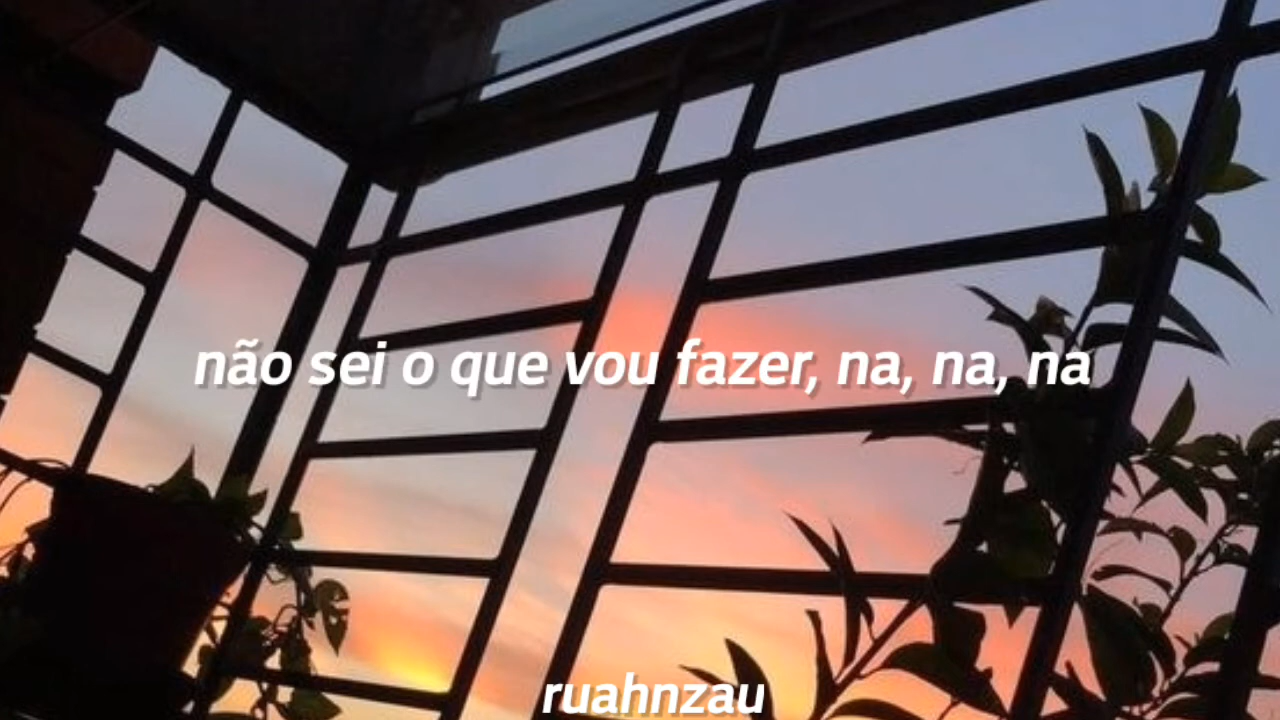 não sei o que vou fazer, na, na, na
ruahnzau